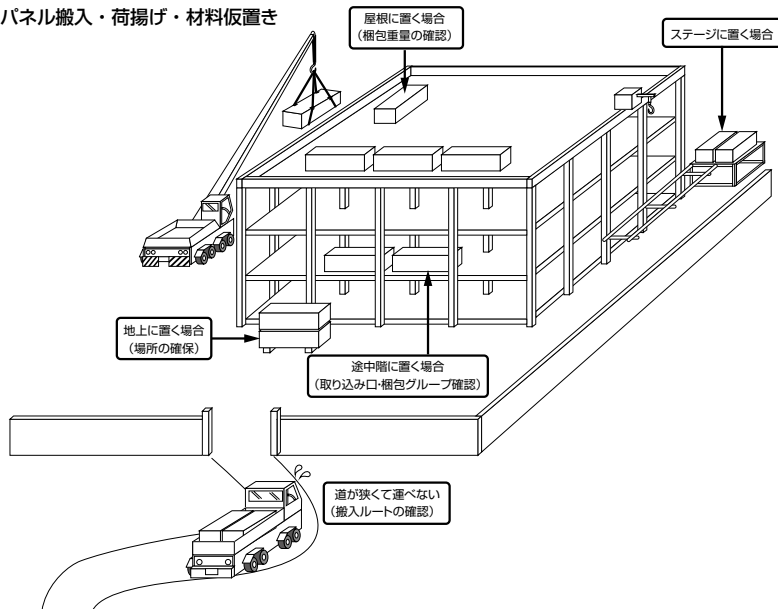 パネル搬入・荷揚げ・材料仮置き
屋根に置く場合
（梱包重量の確認）
ステージに置く場合
地上に置く場合
（場所の確保）
途中階に置く場合
（取り込み口・梱包グループ確認）
道が狭くて運べない
（搬入ルートの確認）